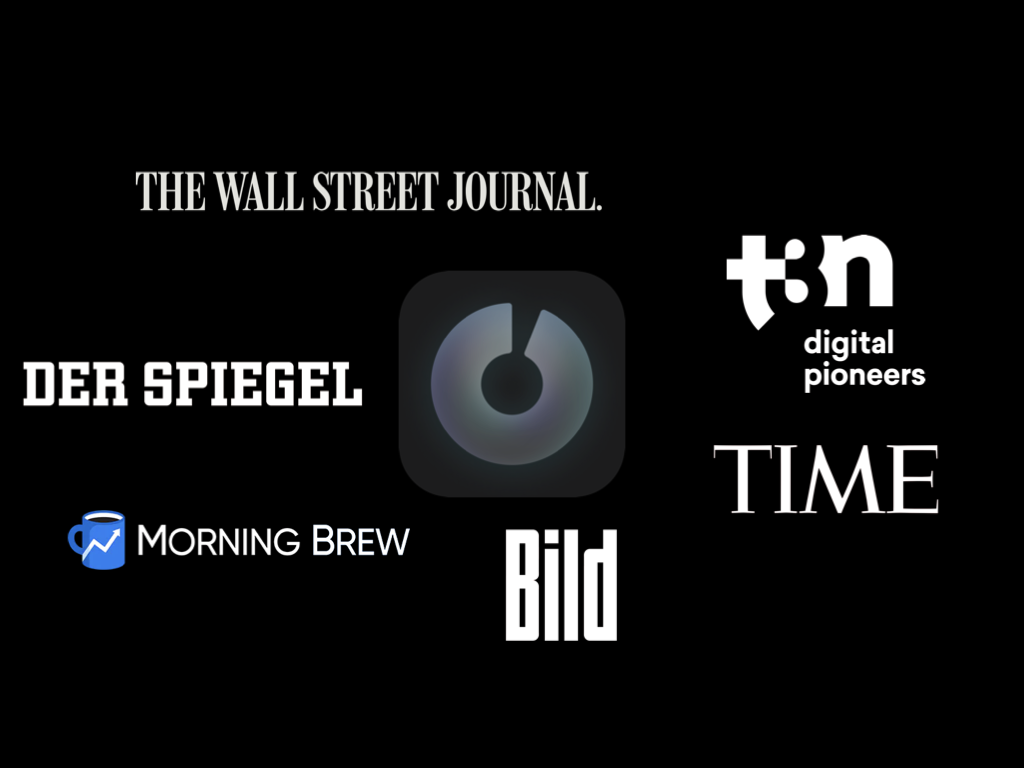 THE WALL STREET JOURNAL.
t3n
digital
pioneers
DER SPIEGEL
TIME
MORNING BREW
Bild